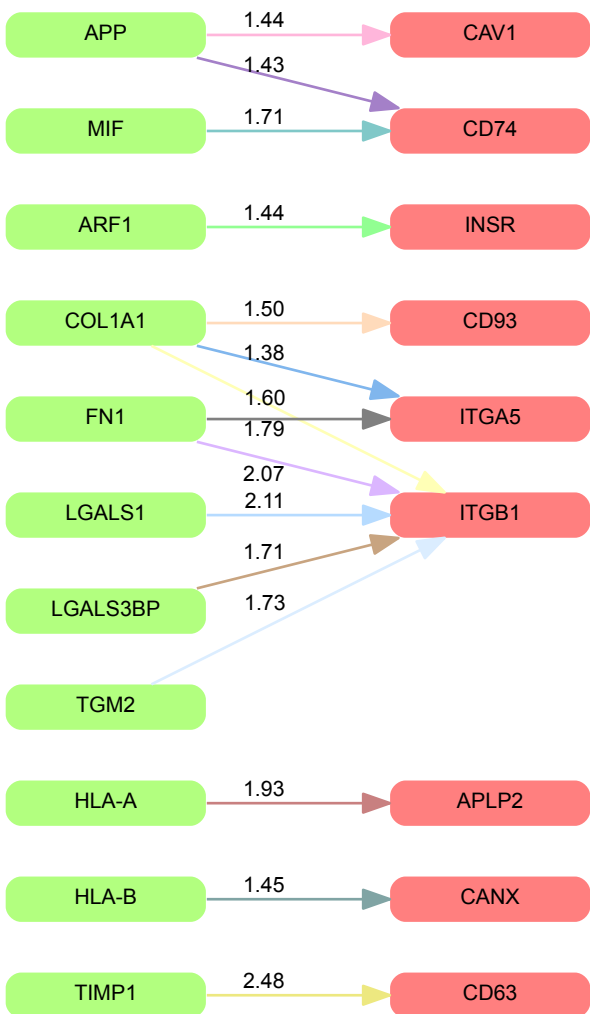 APP 1.44 CAV1
1.43
MIF 1.71 CD74
ARF1 1.44 INSR
COL1A1 1.50 CD93
1.38
1.60
FN1 ITGA5
1.79
2.07
LGALS1 2.11 ITGB1
1.71
LGALS3BP 1.73
TGM2
HLA-A 1.93 APLP2
HLA-B 1.45 CANX
TIMP1 2.48 CD63